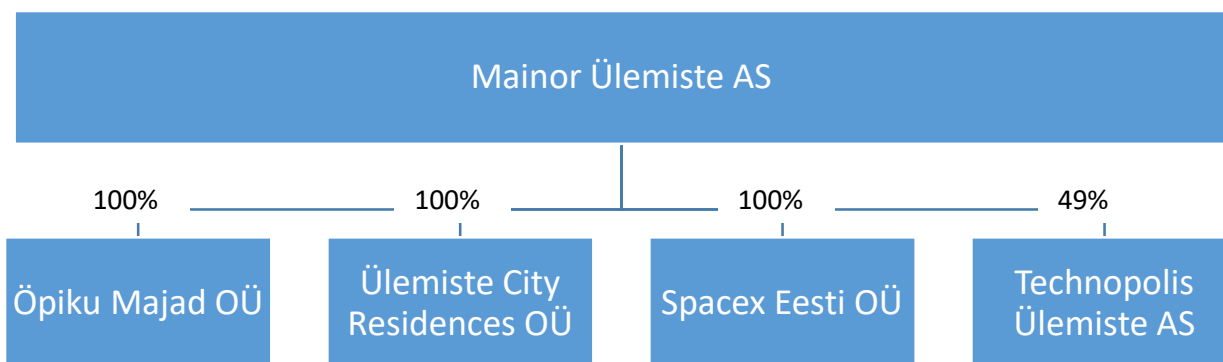 Mainor Ülemiste AS
100%
100%
100%
49%
Öpiku Majad OÜ
Ülemiste City
Residences OÜ
Spacex Eesti OÜ
Technopolis
Ülemiste AS